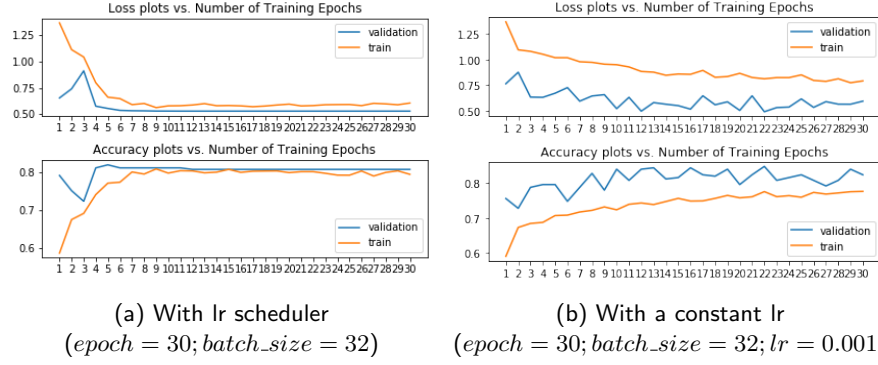 Loss plots vs. Number of Training Epochs
validation
train
1.25
1.00
0.75
0.50
1 2 3 4 5 6 7 8 9 10 11 12 13 14 15 16 17 18 19 20 21 22 23 24 25 26 27 28 29 30
Accuracy plots vs. Number of Training Epochs
0.8
0.7
0.6
validation
train
1 2 3 4 5 6 7 8 9 10 11 12 13 14 15 16 17 18 19 20 21 22 23 24 25 26 27 28 29 30
(a) With lr scheduler
(epoch = 30; batch_size = 32)
Loss plots vs. Number of Training Epochs
validation
train
1.25
1.00
0.75
0.50
1 2 3 4 5 6 7 8 9 10 11 12 13 14 15 16 17 18 19 20 21 22 23 24 25 26 27 28 29 30
Accuracy plots vs. Number of Training Epochs
0.8
0.7
0.6
validation
train
1 2 3 4 5 6 7 8 9 10 11 12 13 14 15 16 17 18 19 20 21 22 23 24 25 26 27 28 29 30
(b) With a constant lr
(epoch = 30; batch_size = 32; lr = 0.001